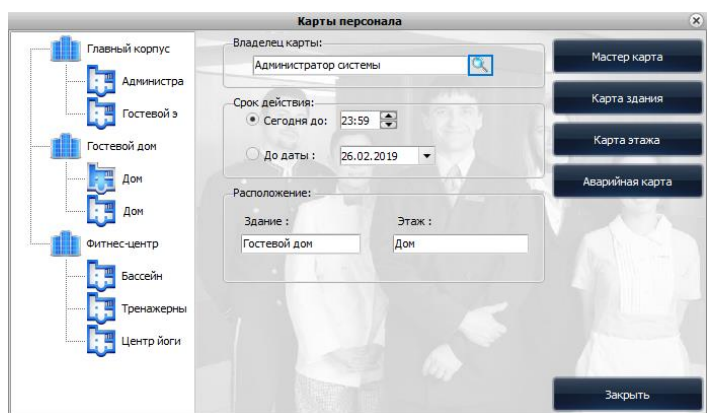 Карты персонала
Главный корпус
Администра
Гостевой э
Гостевой дом
Дом
Дом
Фитнес-центр
Бассейн
Тренажерны
Центр йоги
Владелец карты:
Администратор системы
Срок действия:
Сегодня до: 23:59
До даты : 26.02.2019
Расположение:
Здание : Этаж :
Гостевой дом Дом
Мастер карта
Карта здания
Карта этажа
Аварийная карта
Закрыть